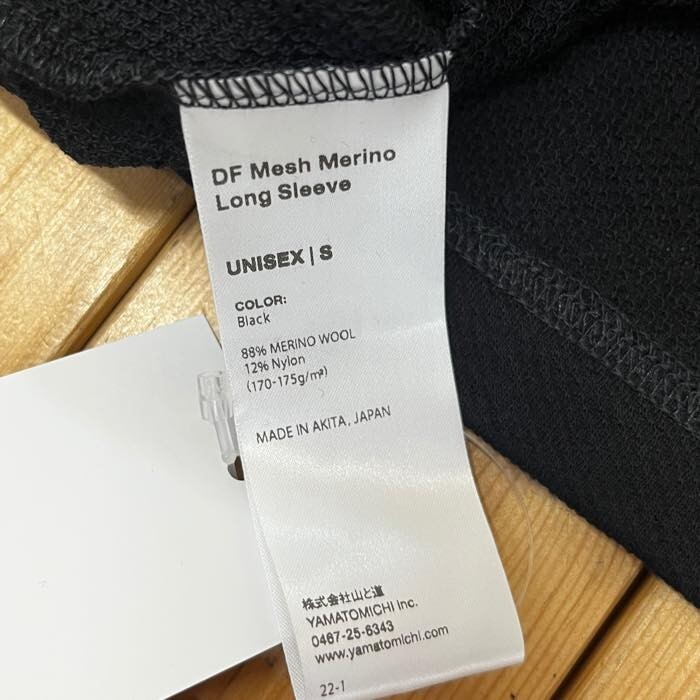 DF Mesh Merino
Long Sleeve
UNISEX | S
COLOR:
Black
88% MERINO WOOL
12% Nylon
(170-175g/m²)
MADE IN AKITA, JAPAN
株式会社山と道
YAMATOMICHI Inc.
0467-25-6343
www.yamatomichi.com
22-1